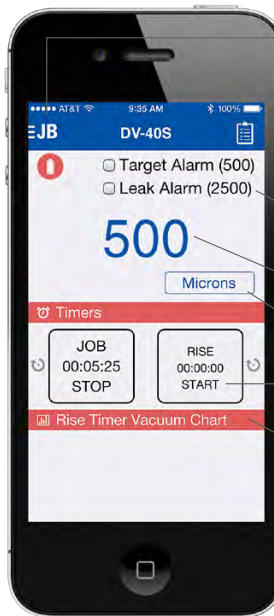 AT&T 9:35 AM 100%
JB DV-40S
Target Alarm (500)
Leak Alarm (2500)
500
Microns
Timers
JOB
00:05:25
STOP
RISE
00:00:00
START
Rise Timer Vacuum Chart